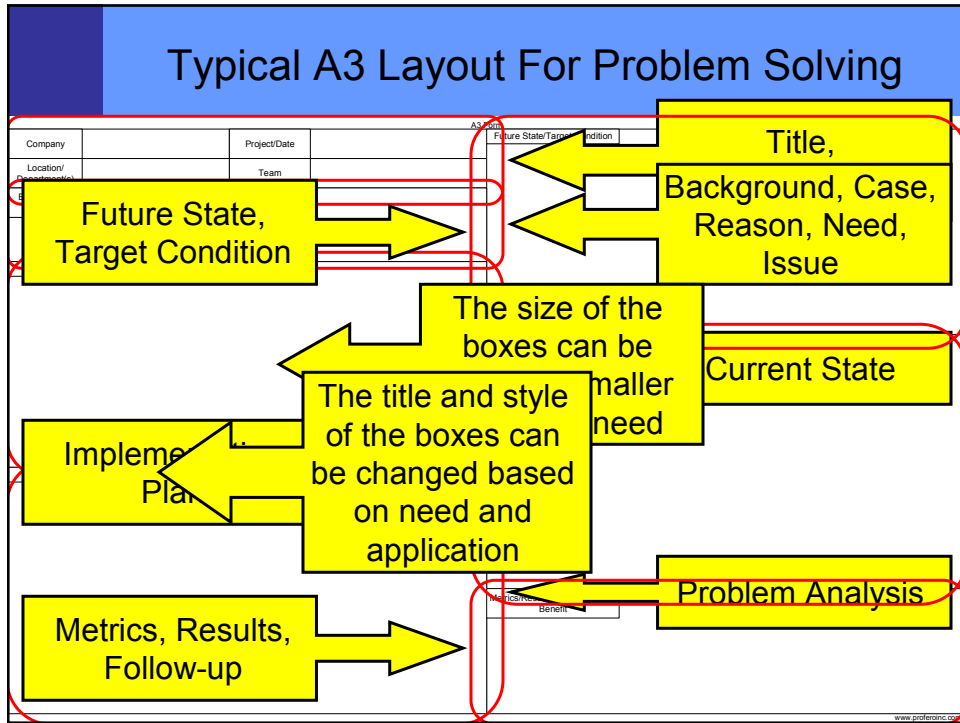 Typical A3 Layout For Problem Solving
Company
Project/Date
Location/
Department(s)
Team
Future State/Target Condition
Title,
Background, Case,
Reason, Need,
Issue
Future State,
Target Condition
The size of the
boxes can be
need
Current State
The title and style
of the boxes can
be changed based
on need and
application
Problem Analysis
Benefit
Metrics, Results,
Follow-up
www.proferoinc.com